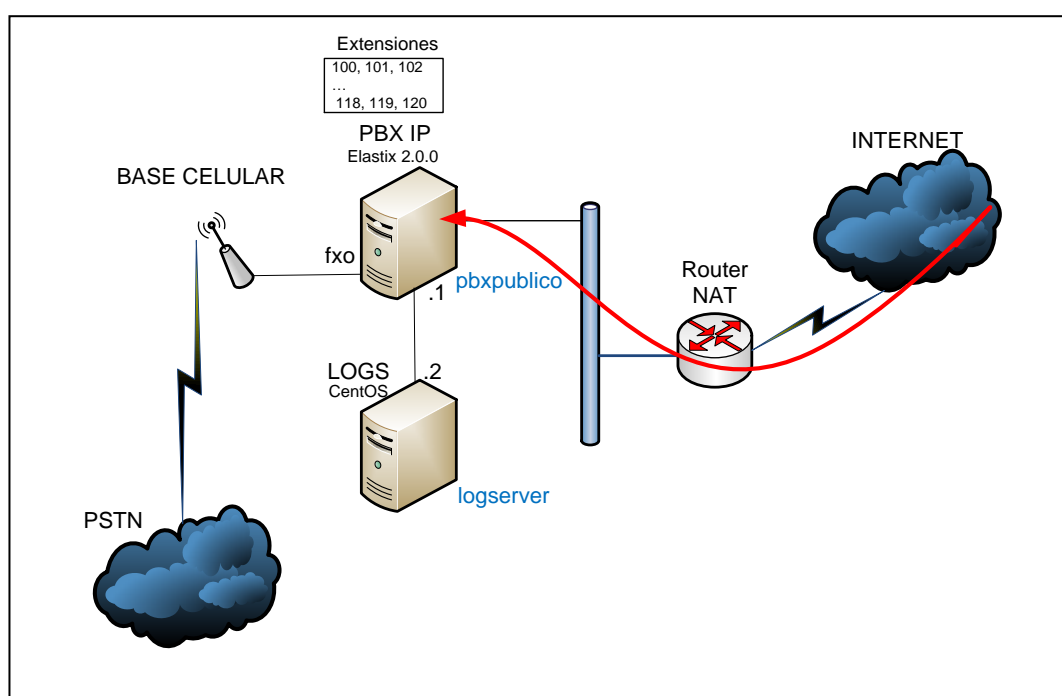 Extensiones
100, 101, 102
...
118, 119, 120
PBX IP
Elastix 2.0.0
INTERNET
BASE CELULAR
fxo
pbxpublico
Router
NAT
.1
LOGS
.2
CentOS
logserver
PSTN